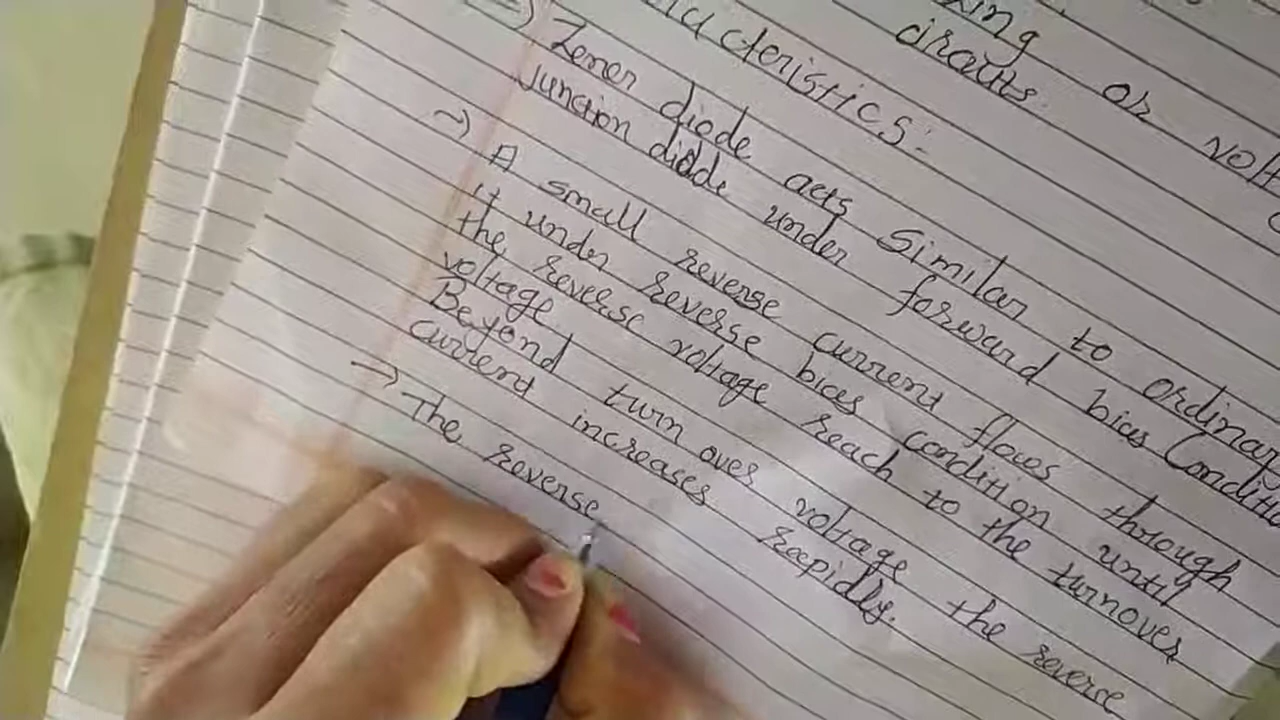 or volt
circuits.
cteristics:
Zener diode acts similar to ordinary
Junction diode under forward bias Conditi
→ A small reverse current flows through
it under reverse bias condition until
the reverse voltage reach to the turnover
voltage
Beyond turn over voltage the reverse
current increases rapidly.
→ The reverse